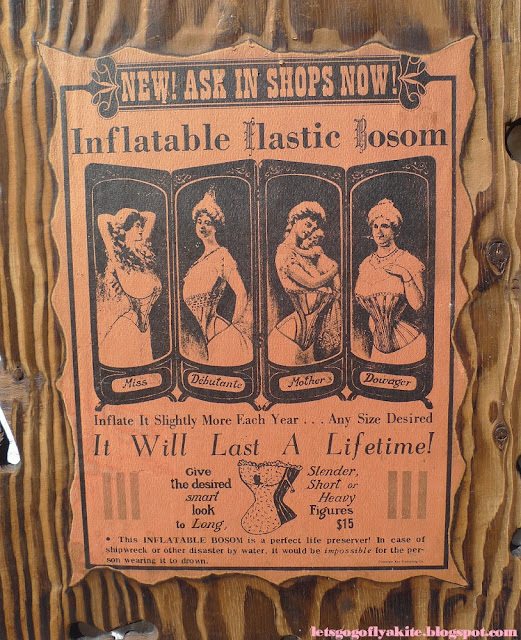 NEW! ASK IN SHOPS NOW!
Inflatable Elastic Bosom
Miss
Débutante
Mother
Dowager
Inflate It Slightly More Each Year . . . Any Size Desired
It Will Last A Lifetime!
Give
the desired
smart
look
to Long,
Slender,
Short or
Heavy
Figures
$15
• This INFLATABLE BOSOM is a perfect life preserver! In case of
shipwreck or other disaster by water, it would be impossible for the per-
son wearing it to drown.
letsgogoflyakite.blogspot.com